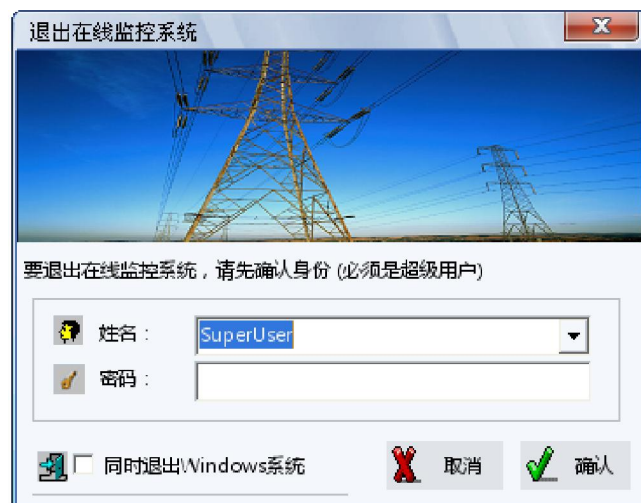 退出在线监控系统
要退出在线监控系统，请先确认身份 (必须是超级用户)
姓名： SuperUser
密码：
同时退出Windows系统 取消 确认